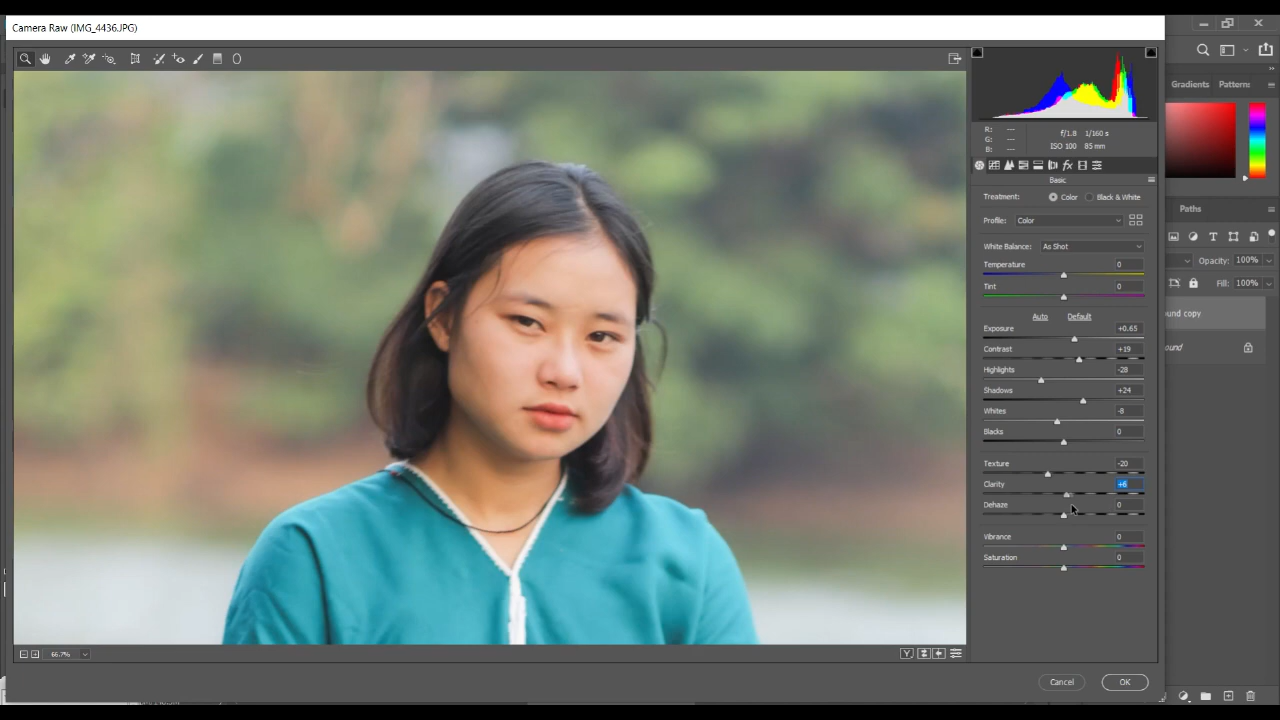 Camera Raw (IMG_4436.JPG)
Gradients
Patterns
R: ---
G: ---
B: ---
f/1.8 1/160 s
ISO 100 85 mm
Basic
Treatment: Color Black & White
Profile: Color
Paths
White Balance: As Shot
Opacity: 100%
Temperature 0
Tint 0
Fill: 100%
Auto Default
und copy
Exposure +0.65
Contrast +19
ound
Highlights -28
Shadows +24
Whites -8
Blacks 0
Texture -20
Clarity +6
Dehaze 0
Vibrance 0
Saturation 0
66.7%
Y
Cancel OK